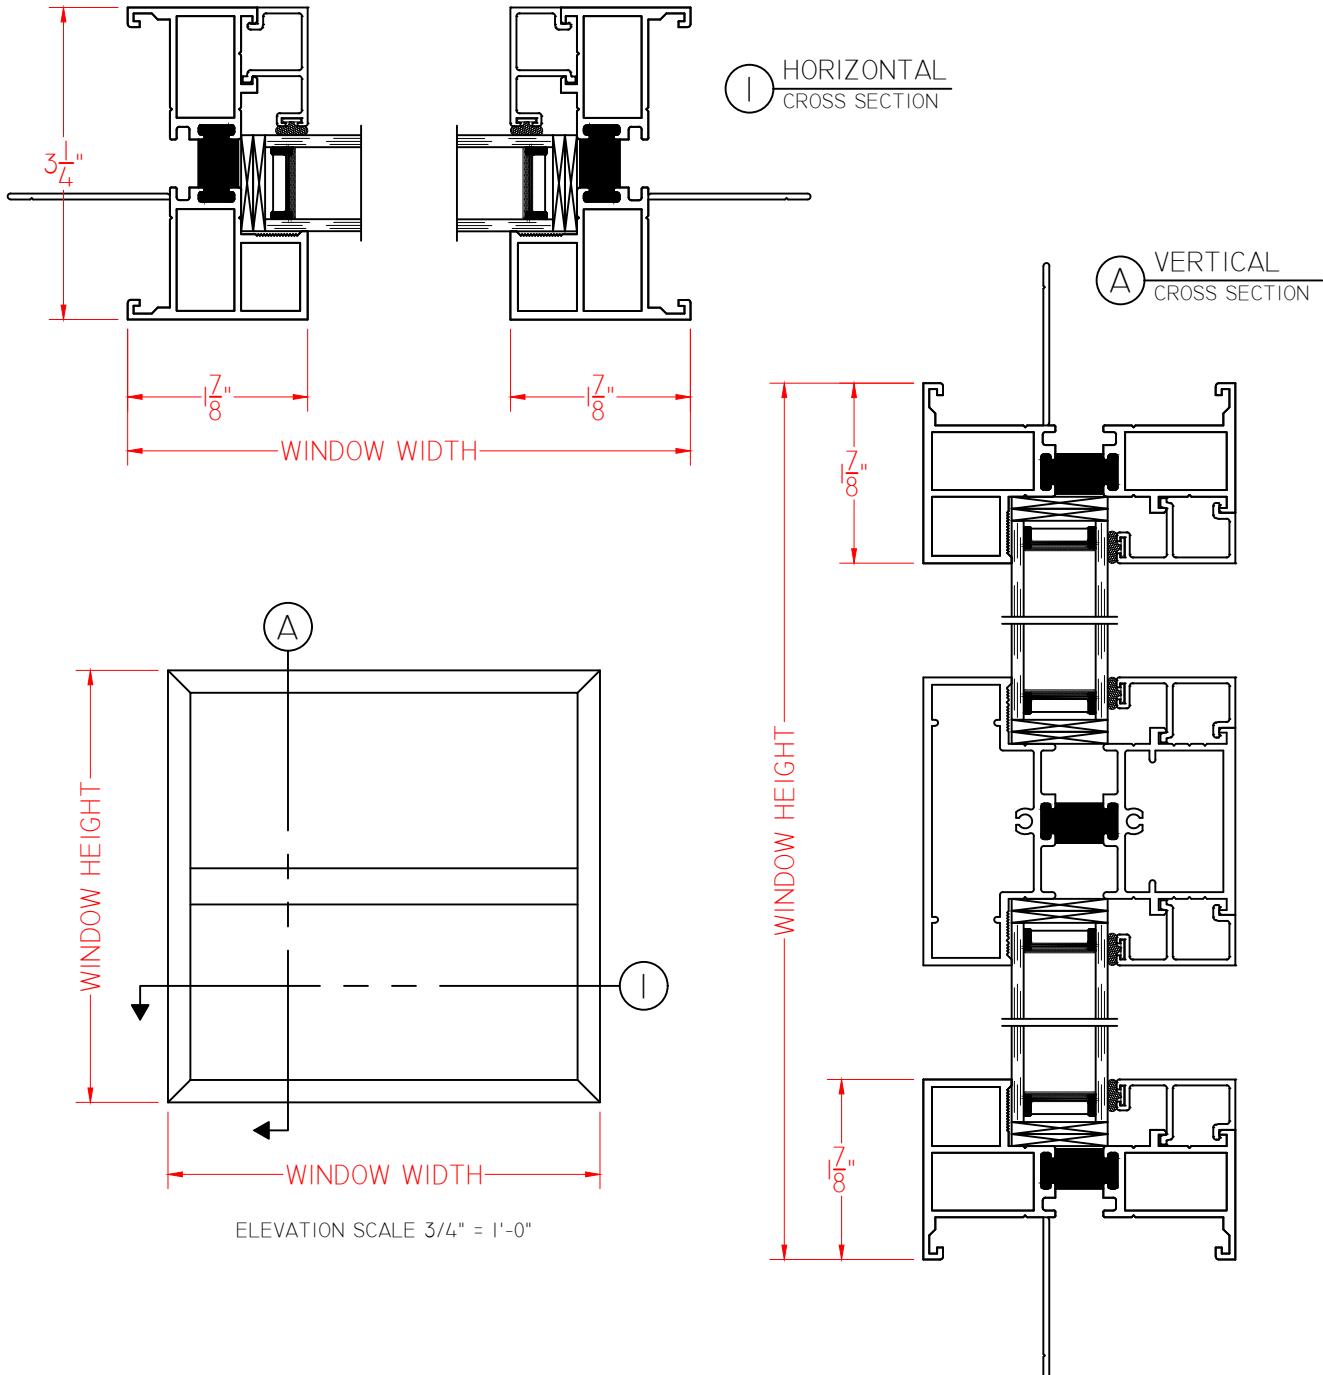 I
HORIZONTAL
CROSS SECTION
3 1/4"
A
VERTICAL
CROSS SECTION
1 7/8"
1 7/8"
WINDOW WIDTH
1 7/8"
A
WINDOW HEIGHT
WINDOW HEIGHT
I
1 7/8"
WINDOW WIDTH
ELEVATION SCALE 3/4" = 1'-0"